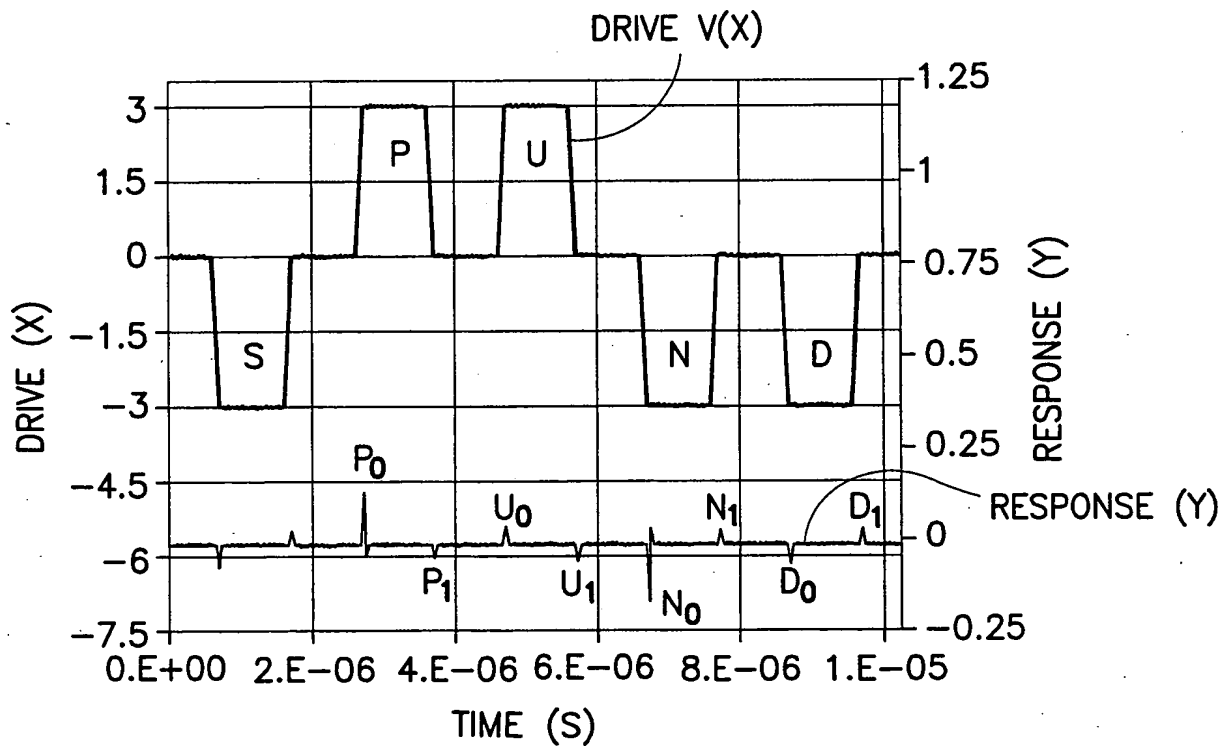 DRIVE V(X)
DRIVE (X)
3
1.5
0
-1.5
-3
-4.5
-6
-7.5
1.25
1
0.75
0.5
0.25
0
-0.25
RESPONSE (Y)
P
U
S
N
D
P0
U0
N1
D1
RESPONSE (Y)
P1
U1
N0
D0
0.E+00 2.E-06 4.E-06 6.E-06 8.E-06 1.E-05
TIME (S)